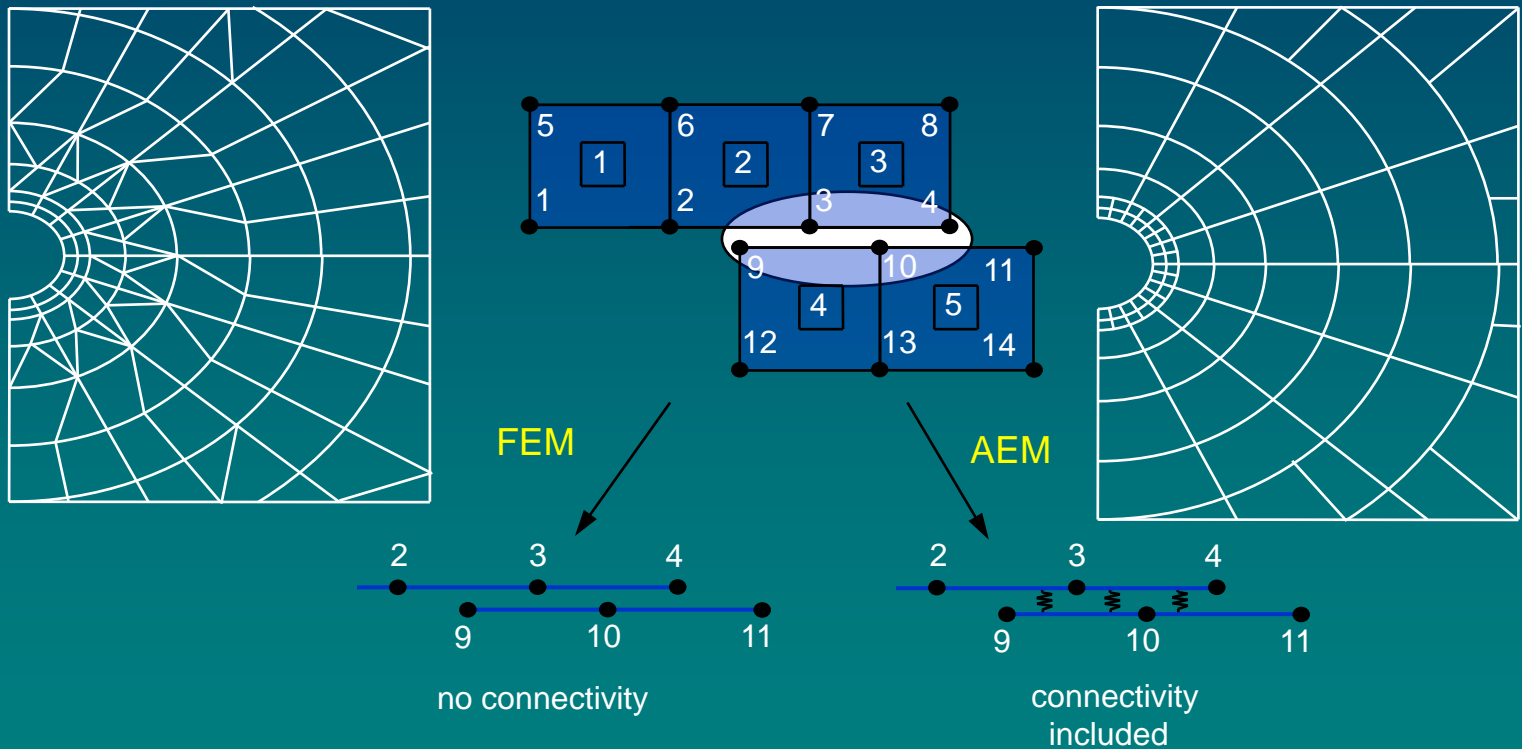 5 6 7 8
1 2 3
1 2 3 4
9 10 11
4 5
12 13 14
FEM AEM
2 3 4
9 10 11
no connectivity
2 3 4
9 10 11
connectivity
included